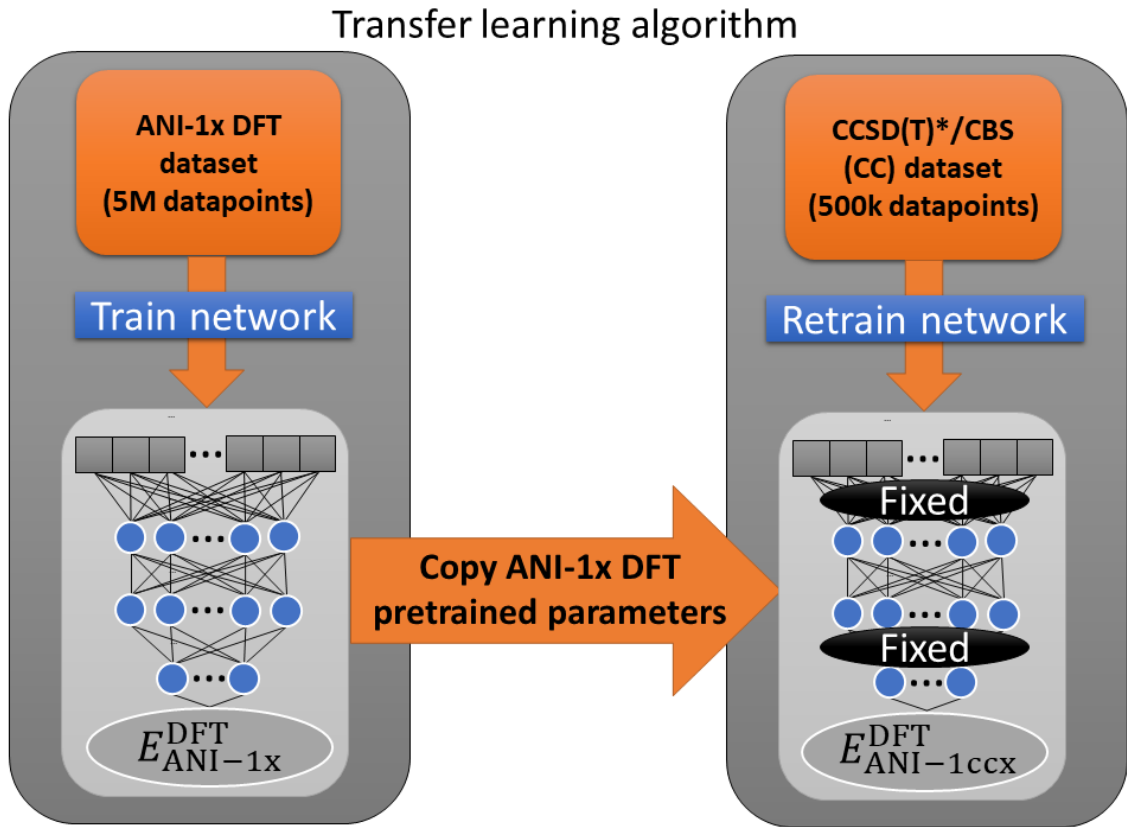 Transfer learning algorithm
ANI-1x DFT
dataset
(5M datapoints)
Train network
E^DFT_ANI−1x
Copy ANI-1x DFT
pretrained parameters
CCSD(T)*/CBS
(CC) dataset
(500k datapoints)
Retrain network
Fixed
Fixed
E^DFT_ANI−1ccx